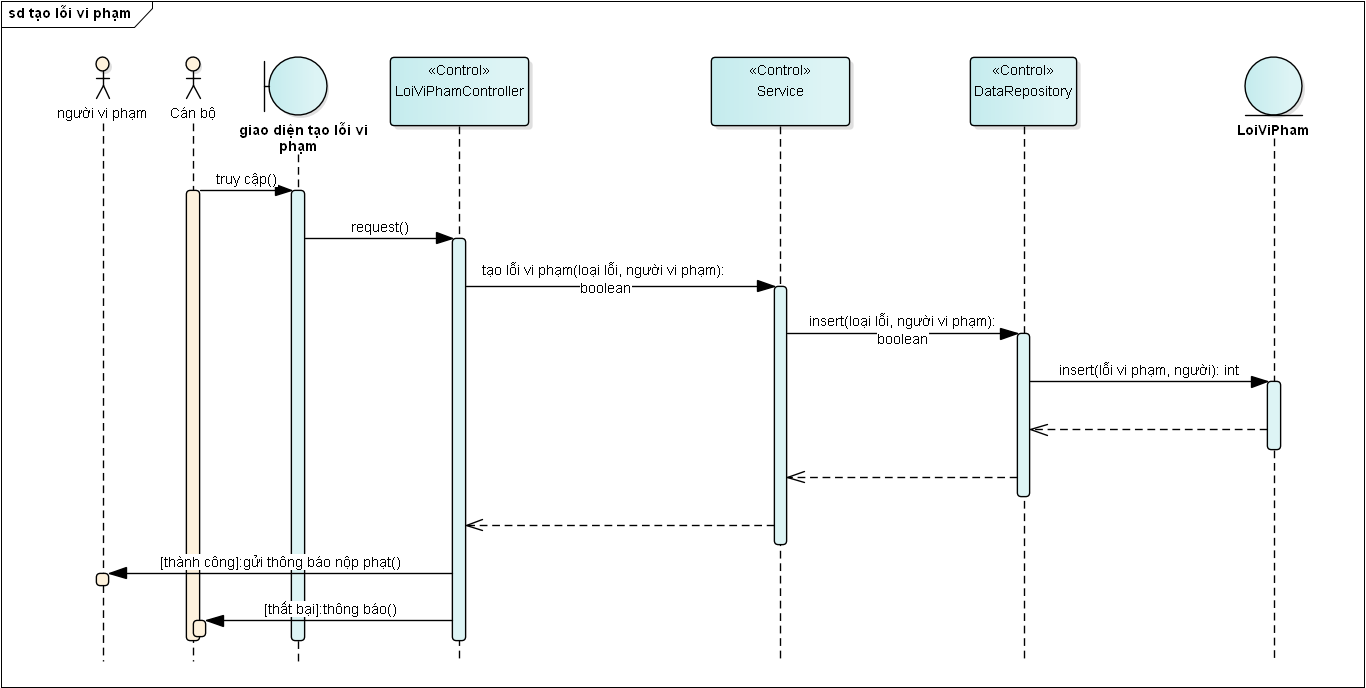 sd tạo lỗi vi phạm
người vi phạm
Cán bộ
giao diện tạo lỗi vi
phạm
«Control»
LoiViPhamController
«Control»
Service
«Control»
DataRepository
LoiViPham
truy cập()
request()
tạo lỗi vi phạm(loại lỗi, người vi phạm):
boolean
insert(loại lỗi, người vi phạm):
boolean
insert(lỗi vi phạm, người): int
[thành công]:gửi thông báo nộp phạt()
[thất bại]:thông báo()